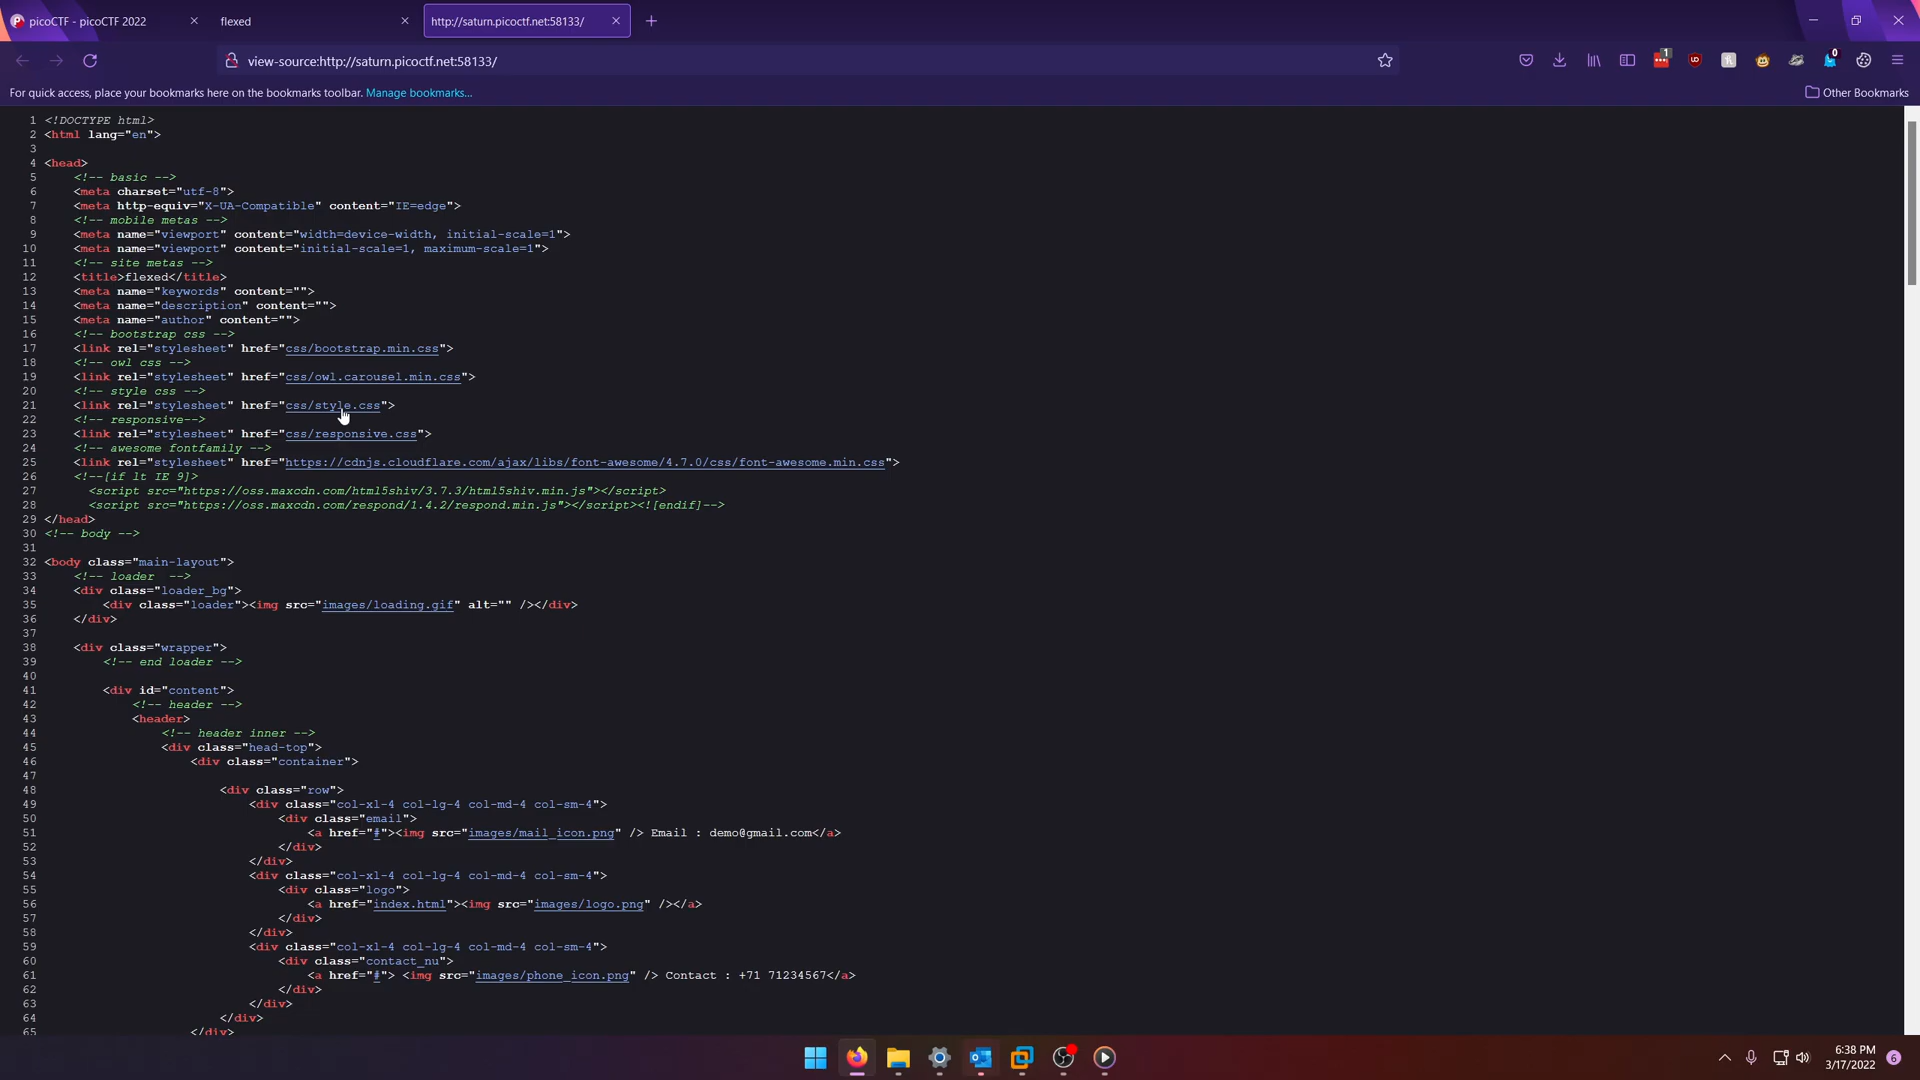 picoCTF - picoCTF 2022
flexed
http://saturn.picoctf.net:58133/
view-source:http://saturn.picoctf.net:58133/
1
0
For quick access, place your bookmarks here on the bookmarks toolbar. Manage bookmarks...
Other Bookmarks
1 <!DOCTYPE html>
2 <html lang="en">
3
4 <head>
5 <!-- basic -->
6 <meta charset="utf-8">
7 <meta http-equiv="X-UA-Compatible" content="IE=edge">
8 <!-- mobile metas -->
9 <meta name="viewport" content="width=device-width, initial-scale=1">
10 <meta name="viewport" content="initial-scale=1, maximum-scale=1">
11 <!-- site metas -->
12 <title>flexed</title>
13 <meta name="keywords" content="">
14 <meta name="description" content="">
15 <meta name="author" content="">
16 <!-- bootstrap css -->
17 <link rel="stylesheet" href="css/bootstrap.min.css">
18 <!-- owl css -->
19 <link rel="stylesheet" href="css/owl.carousel.min.css">
20 <!-- style css -->
21 <link rel="stylesheet" href="css/style.css">
22 <!-- responsive-->
23 <link rel="stylesheet" href="css/responsive.css">
24 <!-- awesome fontfamily -->
25 <link rel="stylesheet" href="https://cdnjs.cloudflare.com/ajax/libs/font-awesome/4.7.0/css/font-awesome.min.css">
26 <!--[if lt IE 9]>
27 <script src="https://oss.maxcdn.com/html5shiv/3.7.3/html5shiv.min.js"></script>
28 <script src="https://oss.maxcdn.com/respond/1.4.2/respond.min.js"></script><![endif]-->
29 </head>
30 <!-- body -->
31
32 <body class="main-layout">
33 <!-- loader  -->
34 <div class="loader_bg">
35 <div class="loader"><img src="images/loading.gif" alt="" /></div>
36 </div>
37
38 <div class="wrapper">
39 <!-- end loader -->
40
41 <div id="content">
42 <!-- header -->
43 <header>
44 <!-- header inner -->
45 <div class="head-top">
46 <div class="container">
47
48 <div class="row">
49 <div class="col-xl-4 col-lg-4 col-md-4 col-sm-4">
50 <div class="email">
51 <a href="#"><img src="images/mail_icon.png" /> Email : demo@gmail.com</a>
52 </div>
53 </div>
54 <div class="col-xl-4 col-lg-4 col-md-4 col-sm-4">
55 <div class="logo">
56 <a href="index.html"><img src="images/logo.png" /></a>
57 </div>
58 </div>
59 <div class="col-xl-4 col-lg-4 col-md-4 col-sm-4">
60 <div class="contact_nu">
61 <a href="#"> <img src="images/phone_icon.png" /> Contact : +71 71234567</a>
62 </div>
63 </div>
64 </div>
65 </div>
6:38 PM
3/17/2022
6